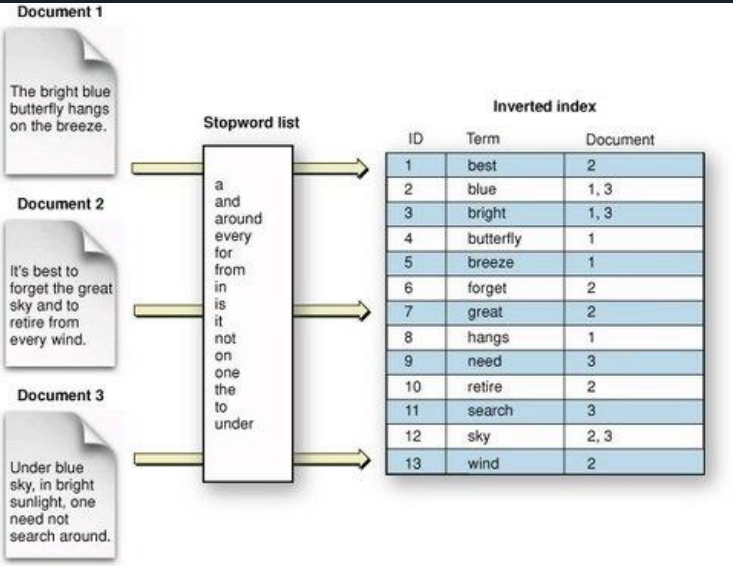 Document 1
The bright blue
butterfly hangs
on the breeze.
Document 2
It's best to
forget the great
sky and to
retire from
every wind.
Document 3
Under blue
sky, in bright
sunlight, one
need not
search around.
Stopword list
a
and
around
every
for
from
in
is
it
not
on
one
the
to
under
Inverted index
ID Term Document
1 best 2
2 blue 1, 3
3 bright 1, 3
4 butterfly 1
5 breeze 1
6 forget 2
7 great 2
8 hangs 1
9 need 3
10 retire 2
11 search 3
12 sky 2, 3
13 wind 2